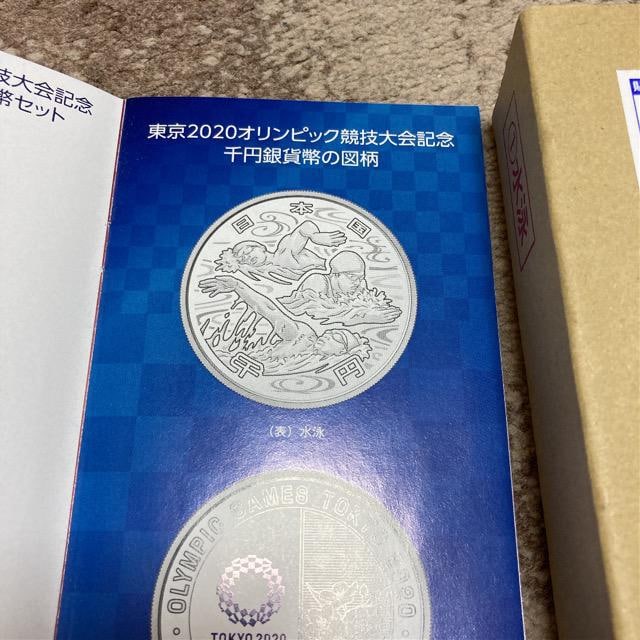 技大会記念
幣セット
東京2020オリンピック競技大会記念
千円銀貨幣の図柄
日本国
千円
(表)水泳
OLYMPIC GAMES TOKYO 2020
TOKYO 2020
水泳